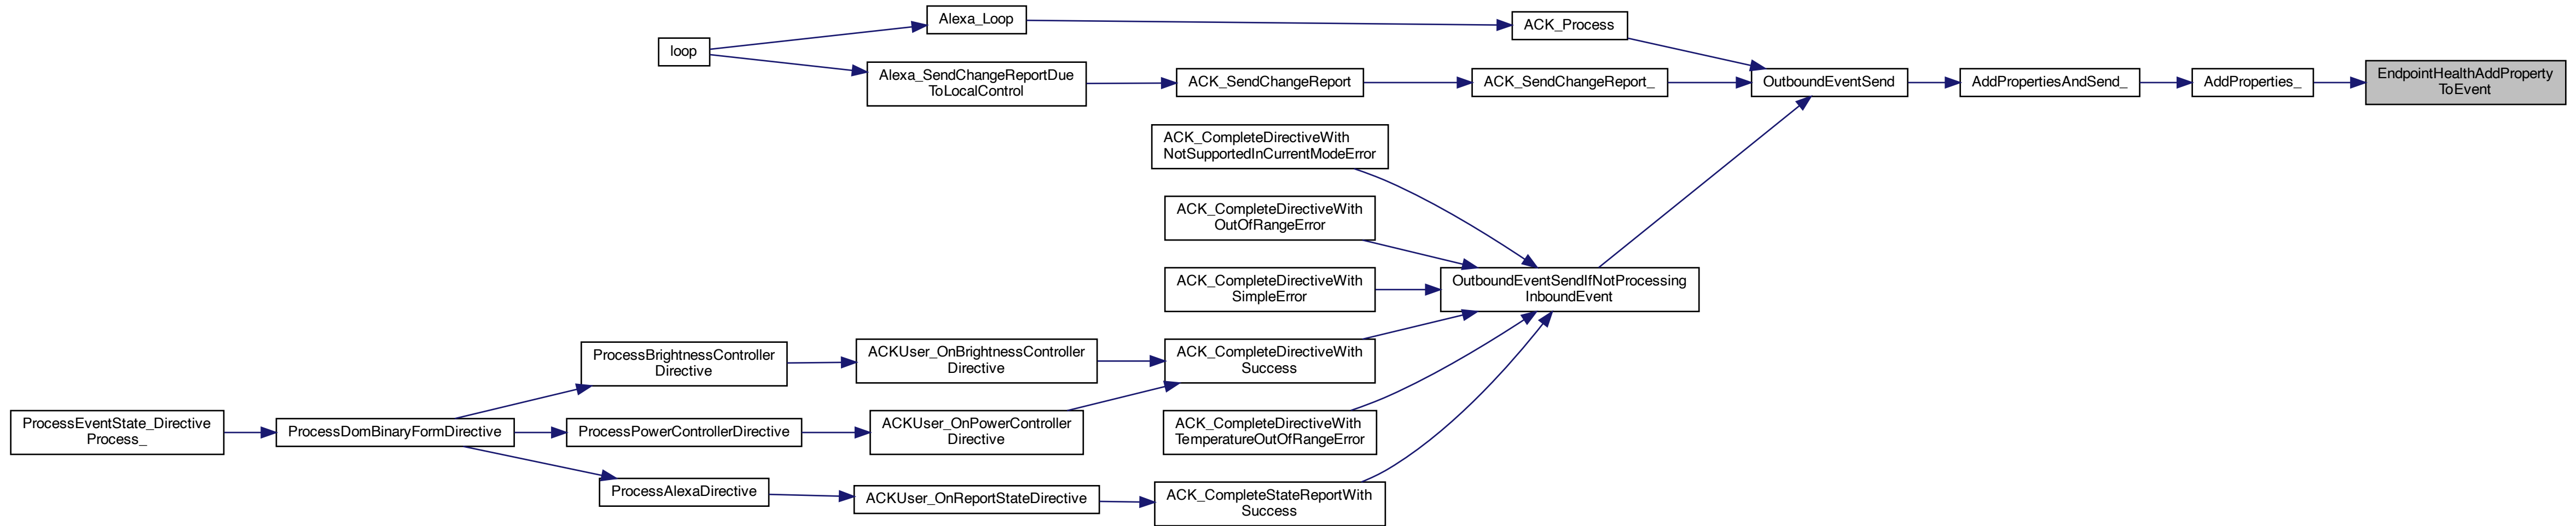 Alexa_Loop
ACK_Process
loop
Alexa_SendChangeReportDue
ToLocalControl
ACK_SendChangeReport
ACK_SendChangeReport_
OutboundEventSend
AddPropertiesAndSend_
AddProperties_
EndpointHealthAddProperty
ToEvent
ACK_CompleteDirectiveWith
NotSupportedInCurrentModeError
ACK_CompleteDirectiveWith
OutOfRangeError
ACK_CompleteDirectiveWith
SimpleError
OutboundEventSendIfNotProcessing
InboundEvent
ProcessBrightnessController
Directive
ACKUser_OnBrightnessController
Directive
ACK_CompleteDirectiveWith
Success
ProcessEventState_Directive
Process_
ProcessDomBinaryFormDirective
ProcessPowerControllerDirective
ACKUser_OnPowerController
Directive
ACK_CompleteDirectiveWith
TemperatureOutOfRangeError
ProcessAlexaDirective
ACKUser_OnReportStateDirective
ACK_CompleteStateReportWith
Success